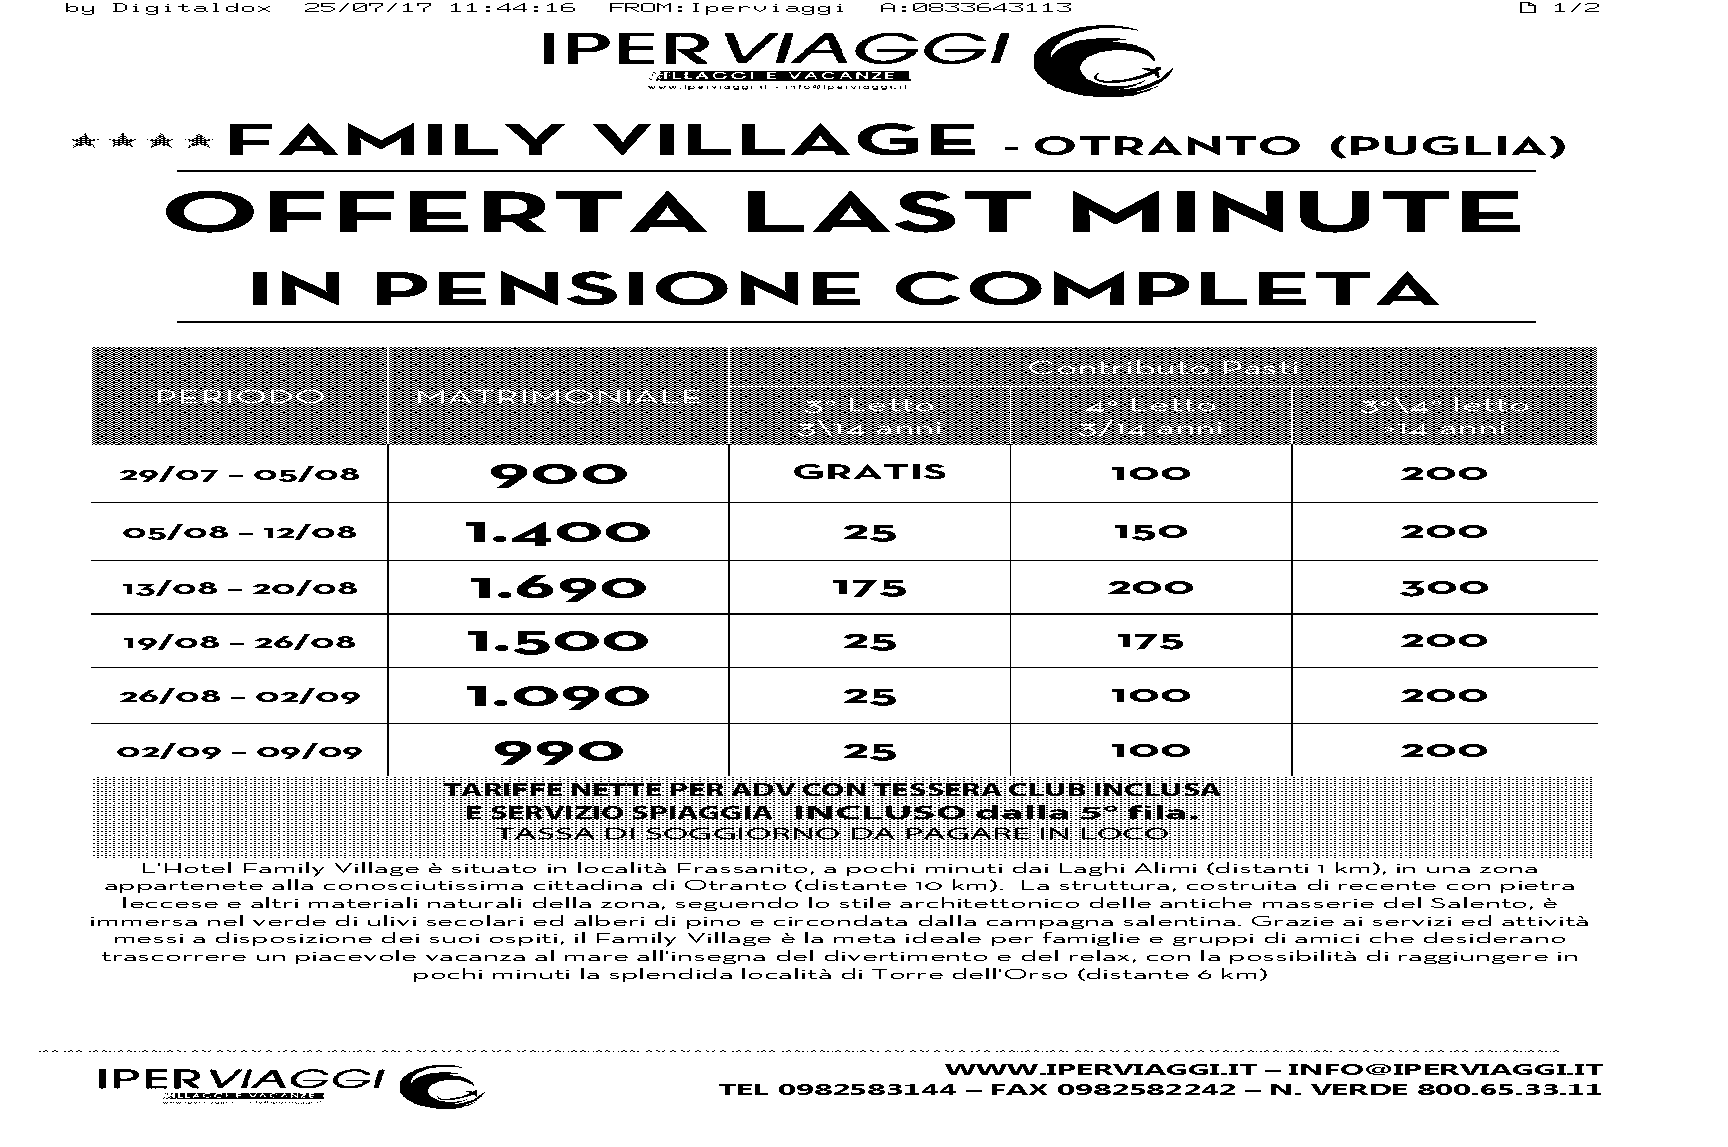 by Digitaldox 25/07/17 11:44:16 FROM:Iperviaggi A:0833643113 1/2
IPERVIAGGI
VILLAGGI E VACANZE
www.iperviaggi.it - info@iperviaggi.it
FAMILY VILLAGE - OTRANTO (PUGLIA)
OFFERTA LAST MINUTE
IN PENSIONE COMPLETA
PERIODO MATRIMONIALE Contributo Pasti
3° Letto 4° Letto 3°\4° letto
3\14 anni 3/14 anni +14 anni
29/07 – 05/08 900 GRATIS 100 200
05/08 – 12/08 1.400 25 150 200
13/08 – 20/08 1.690 175 200 300
19/08 – 26/08 1.500 25 175 200
26/08 – 02/09 1.090 25 100 200
02/09 – 09/09 990 25 100 200
TARIFFE NETTE PER ADV CON TESSERA CLUB INCLUSA
E SERVIZIO SPIAGGIA INCLUSO dalla 5° fila.
TASSA DI SOGGIORNO DA PAGARE IN LOCO
L'Hotel Family Village è situato in località Frassanito, a pochi minuti dai Laghi Alimi (distanti 1 km), in una zona
appartenete alla conosciutissima cittadina di Otranto (distante 10 km). La struttura, costruita di recente con pietra
leccese e altri materiali naturali della zona, seguendo lo stile architettonico delle antiche masserie del Salento, è
immersa nel verde di ulivi secolari ed alberi di pino e circondata dalla campagna salentina. Grazie ai servizi ed attività
messi a disposizione dei suoi ospiti, il Family Village è la meta ideale per famiglie e gruppi di amici che desiderano
trascorrere un piacevole vacanza al mare all'insegna del divertimento e del relax, con la possibilità di raggiungere in
pochi minuti la splendida località di Torre dell'Orso (distante 6 km)
IPERVIAGGI
VILLAGGI E VACANZE
WWW.IPERVIAGGI.IT – INFO@IPERVIAGGI.IT
TEL 0982583144 – FAX 0982582242 – N. VERDE 800.65.33.11